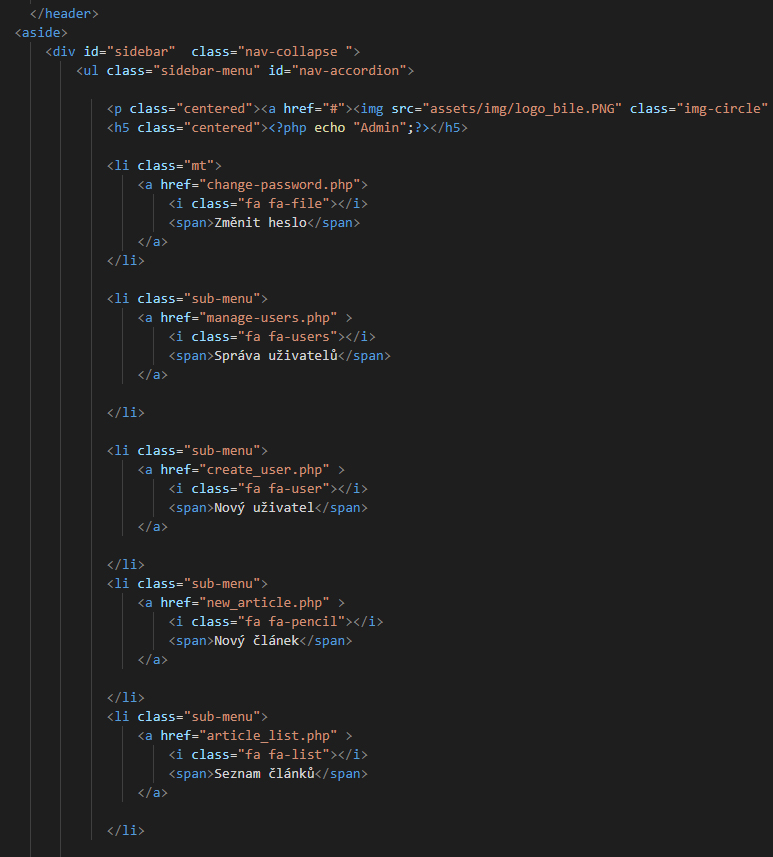 </header>
<aside>
<div id="sidebar"  class="nav-collapse ">
<ul class="sidebar-menu" id="nav-accordion">
<p class="centered"><a href="#"><img src="assets/img/logo_bile.PNG" class="img-circle"
<h5 class="centered"><?php echo "Admin";?></h5>
<li class="mt">
<a href="change-password.php">
<i class="fa fa-file"></i>
<span>Změnit heslo</span>
</a>
</li>
<li class="sub-menu">
<a href="manage-users.php" >
<i class="fa fa-users"></i>
<span>Správa uživatelů</span>
</a>
</li>
<li class="sub-menu">
<a href="create_user.php" >
<i class="fa fa-user"></i>
<span>Nový uživatel</span>
</a>
</li>
<li class="sub-menu">
<a href="new_article.php" >
<i class="fa fa-pencil"></i>
<span>Nový článek</span>
</a>
</li>
<li class="sub-menu">
<a href="article_list.php" >
<i class="fa fa-list"></i>
<span>Seznam článků</span>
</a>
</li>